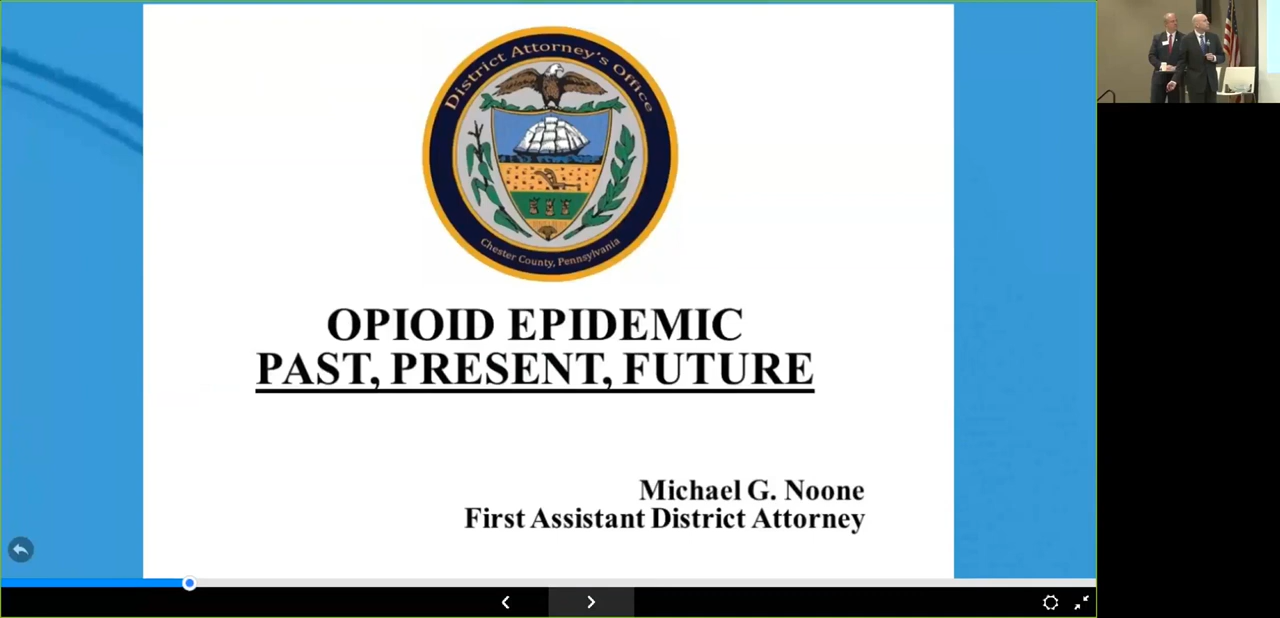 District Attorney's Office
Chester County, Pennsylvania
OPIOID EPIDEMIC
PAST, PRESENT, FUTURE
Michael G. Noone
First Assistant District Attorney